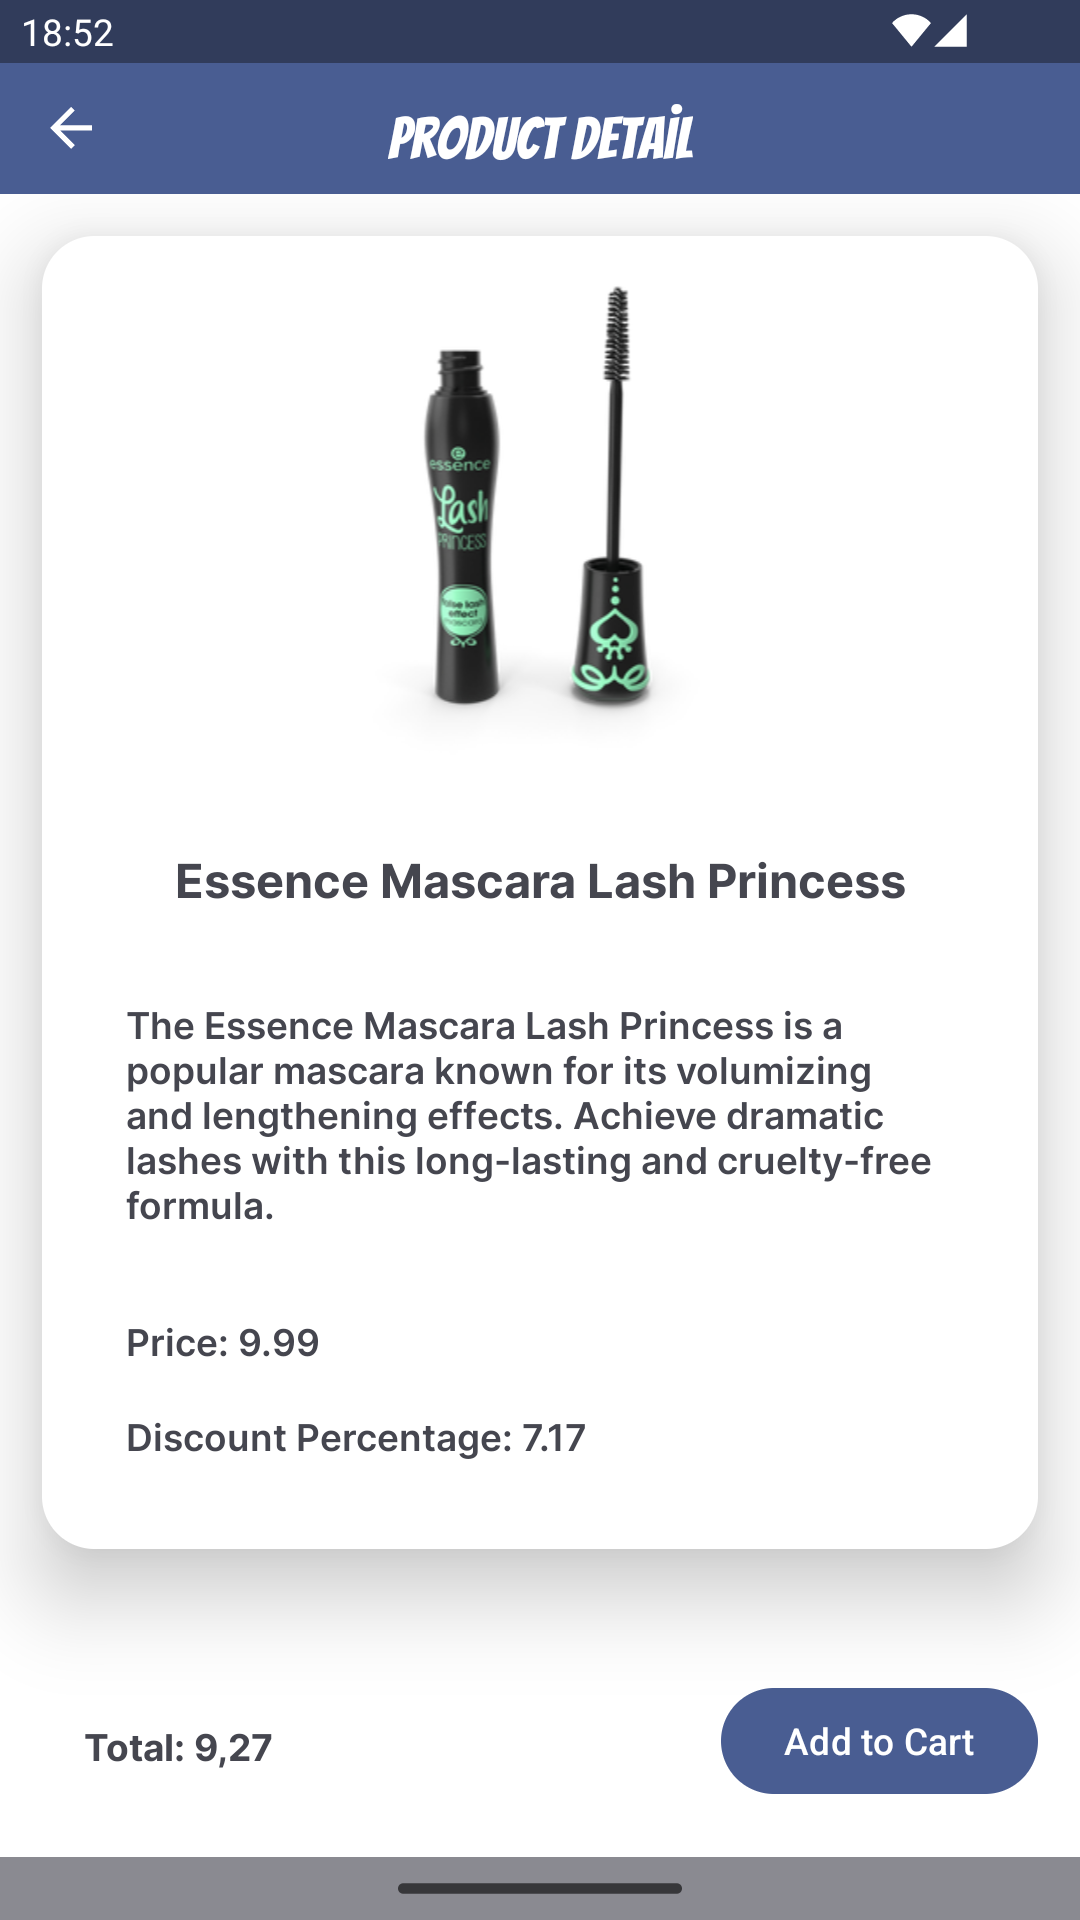 18:52
PRODUCT DETAİL
essence
Lash
PRINCESS
false lash
effect
mascara
Essence Mascara Lash Princess
The Essence Mascara Lash Princess is a
popular mascara known for its volumizing
and lengthening effects. Achieve dramatic
lashes with this long-lasting and cruelty-free
formula.
Price: 9.99
Discount Percentage: 7.17
Total: 9,27
Add to Cart